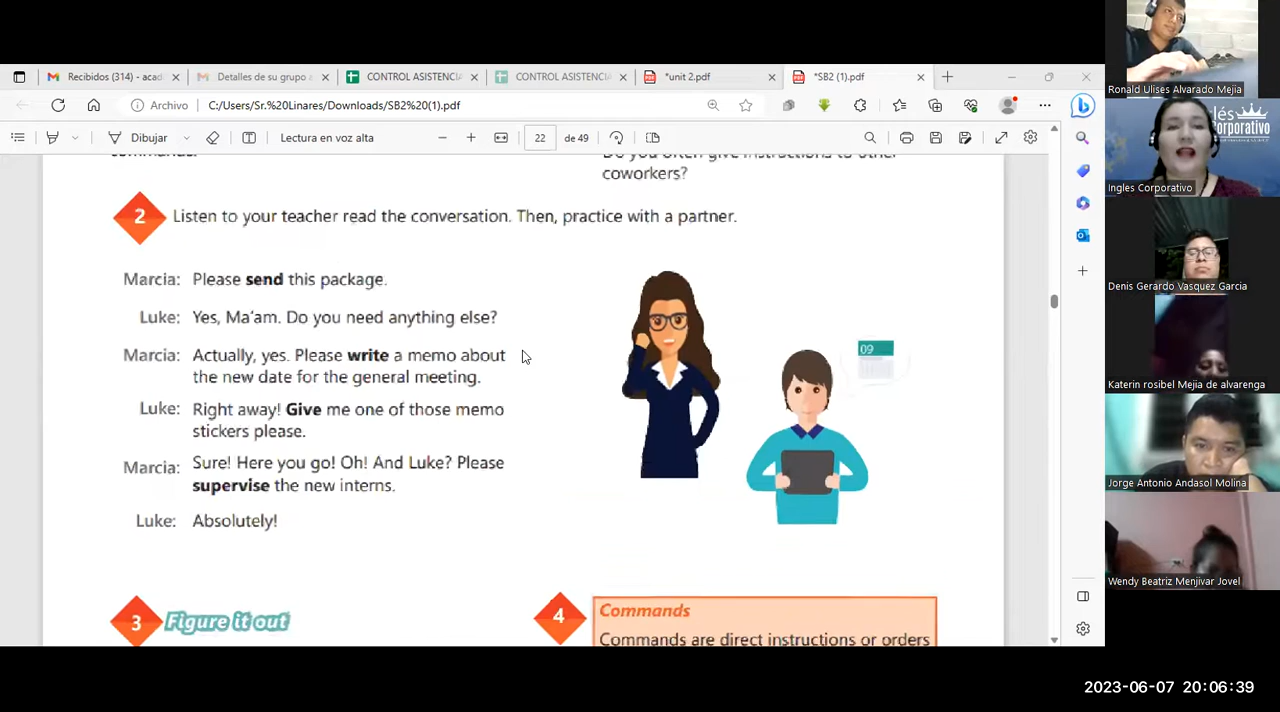 Recibidos (314) - acad
Detalles de su grupo a
CONTROL ASISTENCIA
CONTROL ASISTENCIA
*unit 2.pdf
*SB2 (1).pdf
Archivo
C:/Users/Sr.%20Linares/Downloads/SB2%20(1).pdf
Dibujar
Lectura en voz alta
22
de 49
commands.
Do you often give instructions to other
coworkers?
2
Listen to your teacher read the conversation. Then, practice with a partner.
Marcia: Please send this package.
Luke: Yes, Ma'am. Do you need anything else?
Marcia: Actually, yes. Please write a memo about
the new date for the general meeting.
Luke: Right away! Give me one of those memo
stickers please.
Marcia: Sure! Here you go! Oh! And Luke? Please
supervise the new interns.
Luke: Absolutely!
09
3
Figure it out
4
Commands
Commands are direct instructions or orders
Ronald Ulises Alvarado Mejia
lés
Corporativo
Ingles Corporativo
Denis Gerardo Vasquez Garcia
Katerin rosibel Mejia de alvarenga
Jorge Antonio Andasol Molina
Wendy Beatriz Menjivar Jovel
2023-06-07 20:06:39